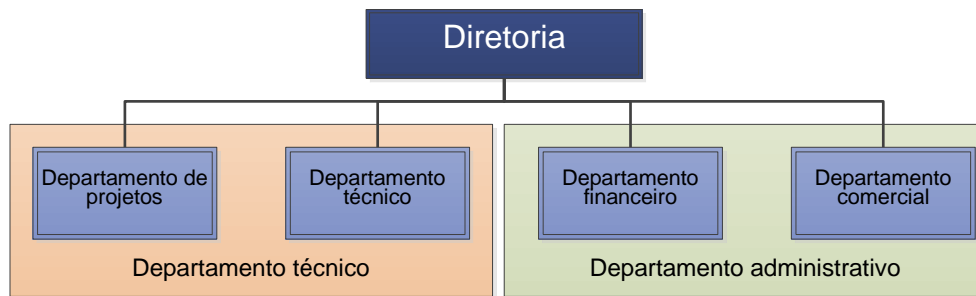 Diretoria
Departamento de
projetos
Departamento
técnico
Departamento
financeiro
Departamento
comercial
Departamento técnico
Departamento administrativo